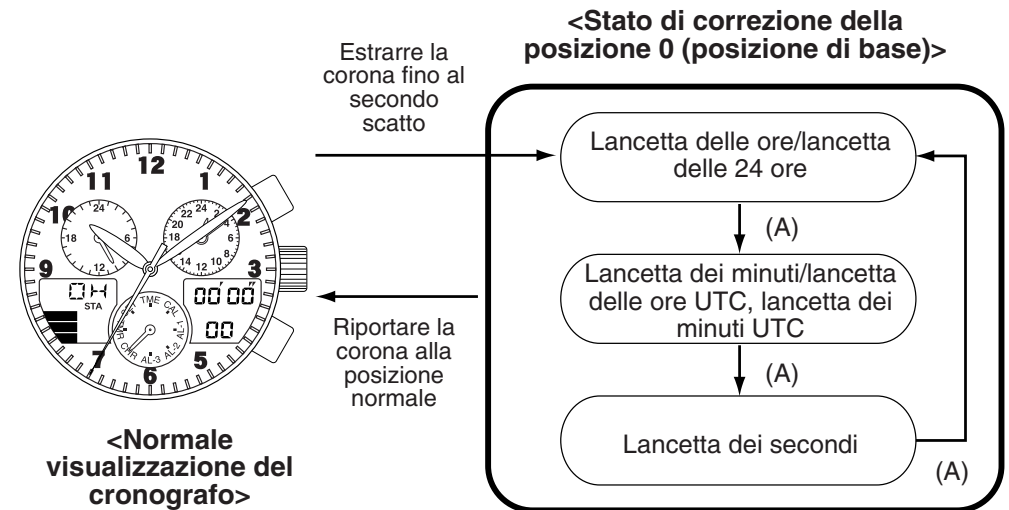 <Stato di correzione della
posizione 0 (posizione di base)>
Estrarre la
corona fino al
secondo
scatto
Lancetta delle ore/lancetta
delle 24 ore
(A)
Lancetta dei minuti/lancetta
delle ore UTC, lancetta dei
minuti UTC
(A)
Lancetta dei secondi
(A)
Riportare la
corona alla
posizione
normale
12
11
1
10
2
24
18
6
12
24
22
2
20
4
18
6
8
14
12
10
9
3
0H
STA
00'00"
00
TME
CAL
AL-1
AL-2
AL-3
CHR
7
5
6
<Normale
visualizzazione del
cronografo>